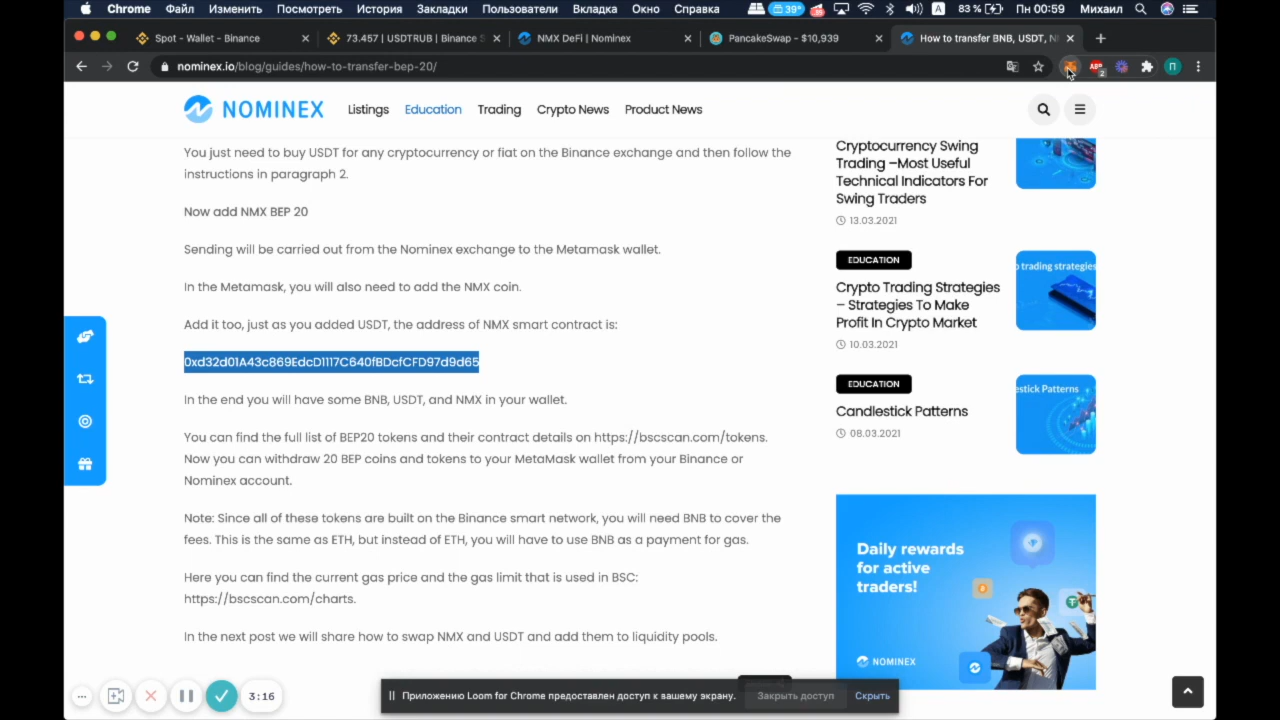 Chrome Файл Изменить Посмотреть История Закладки Пользователи Вкладка Окно Справка 39° A 83 % Пн 00:59 Михаил
Spot - Wallet - Binance 73.457 | USDTRUB | Binance S NMX DeFi | Nominex PancakeSwap - $10,939 How to transfer BNB, USDT, N
nominex.io/blog/guides/how-to-transfer-bep-20/ ABP 2 П
NOMINEX Listings Education Trading Crypto News Product News
You just need to buy USDT for any cryptocurrency or fiat on the Binance exchange and then follow the
instructions in paragraph 2.
Now add NMX BEP 20
Sending will be carried out from the Nominex exchange to the Metamask wallet.
In the Metamask, you will also need to add the NMX coin.
Add it too, just as you added USDT, the address of NMX smart contract is:
0xd32d01A43c869EdcD1117C640fBDcfCFD97d9d65
In the end you will have some BNB, USDT, and NMX in your wallet.
You can find the full list of BEP20 tokens and their contract details on https://bscscan.com/tokens.
Now you can withdraw 20 BEP coins and tokens to your MetaMask wallet from your Binance or
Nominex account.
Note: Since all of these tokens are built on the Binance smart network, you will need BNB to cover the
fees. This is the same as ETH, but instead of ETH, you will have to use BNB as a payment for gas.
Here you can find the current gas price and the gas limit that is used in BSC:
https://bscscan.com/charts.
In the next post we will share how to swap NMX and USDT and add them to liquidity pools.
Cryptocurrency Swing
Trading –Most Useful
Technical Indicators For
Swing Traders
13.03.2021
EDUCATION
Crypto Trading Strategies
– Strategies To Make
Profit In Crypto Market
10.03.2021
trading strategies
EDUCATION
Candlestick Patterns
08.03.2021
estick Patterns
Daily rewards
for active
traders!
NOMINEX
3:16
Приложению Loom for Chrome предоставлен доступ к вашему экрану. Закрыть доступ Скрыть